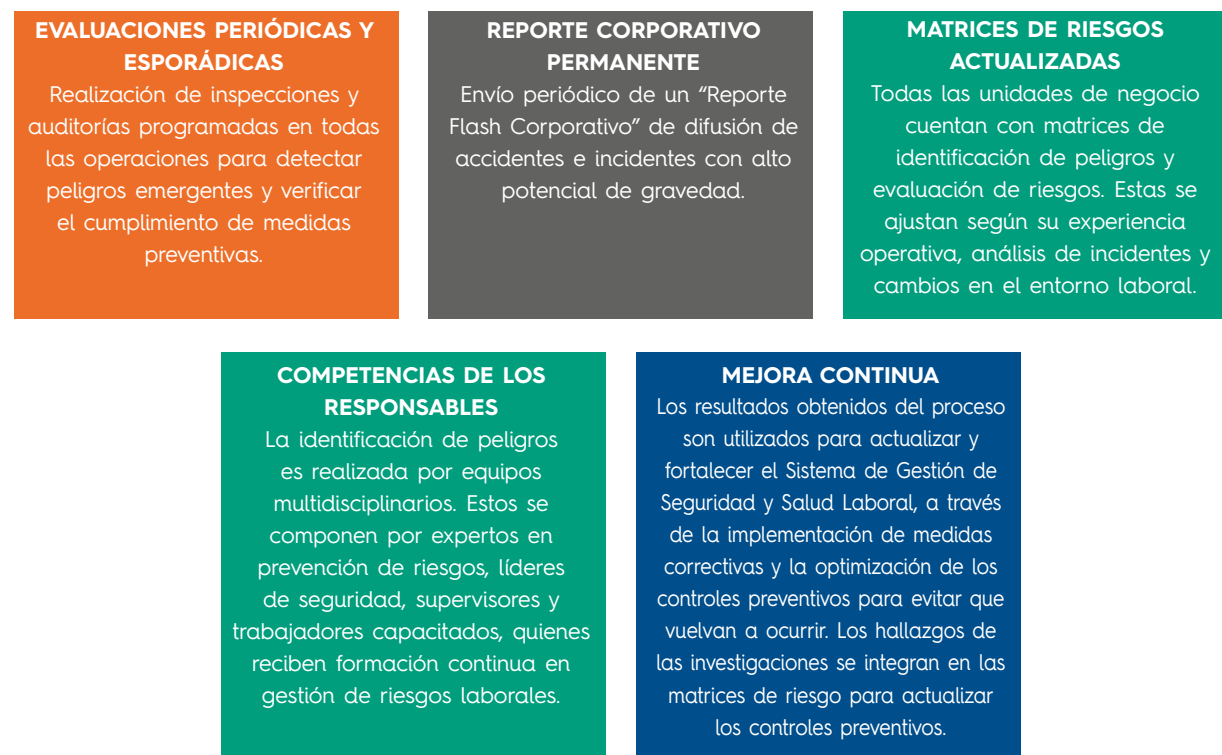 EVALUACIONES PERIÓDICAS Y
ESPORÁDICAS
Realización de inspecciones y
auditorías programadas en todas
las operaciones para detectar
peligros emergentes y verificar
el cumplimiento de medidas
preventivas.
REPORTE CORPORATIVO
PERMANENTE
Envío periódico de un “Reporte
Flash Corporativo” de difusión de
accidentes e incidentes con alto
potencial de gravedad.
MATRICES DE RIESGOS
ACTUALIZADAS
Todas las unidades de negocio
cuentan con matrices de
identificación de peligros y
evaluación de riesgos. Estas se
ajustan según su experiencia
operativa, análisis de incidentes y
cambios en el entorno laboral.
COMPETENCIAS DE LOS
RESPONSABLES
La identificación de peligros
es realizada por equipos
multidisciplinarios. Estos se
componen por expertos en
prevención de riesgos, líderes
de seguridad, supervisores y
trabajadores capacitados, quienes
reciben formación continua en
gestión de riesgos laborales.
MEJORA CONTINUA
Los resultados obtenidos del proceso
son utilizados para actualizar y
fortalecer el Sistema de Gestión de
Seguridad y Salud Laboral, a través
de la implementación de medidas
correctivas y la optimización de los
controles preventivos para evitar que
vuelvan a ocurrir. Los hallazgos de
las investigaciones se integran en las
matrices de riesgo para actualizar
los controles preventivos.